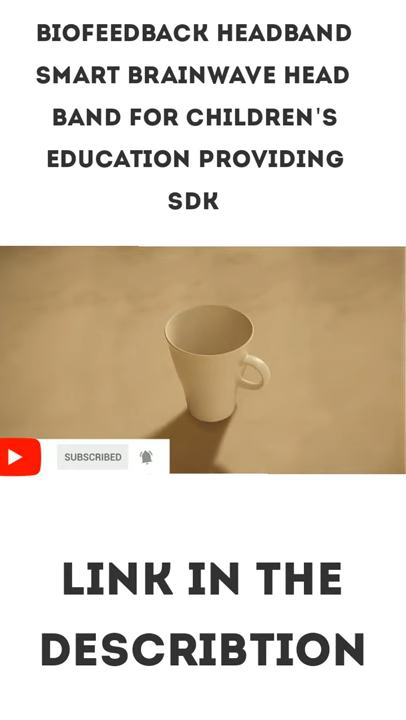 BIOFEEDBACK HEADBAND
SMART BRAINWAVE HEAD
BAND FOR CHILDREN'S
EDUCATION PROVIDING
SDK
SUBSCRIBED
LINK IN THE
DESCRIBTION